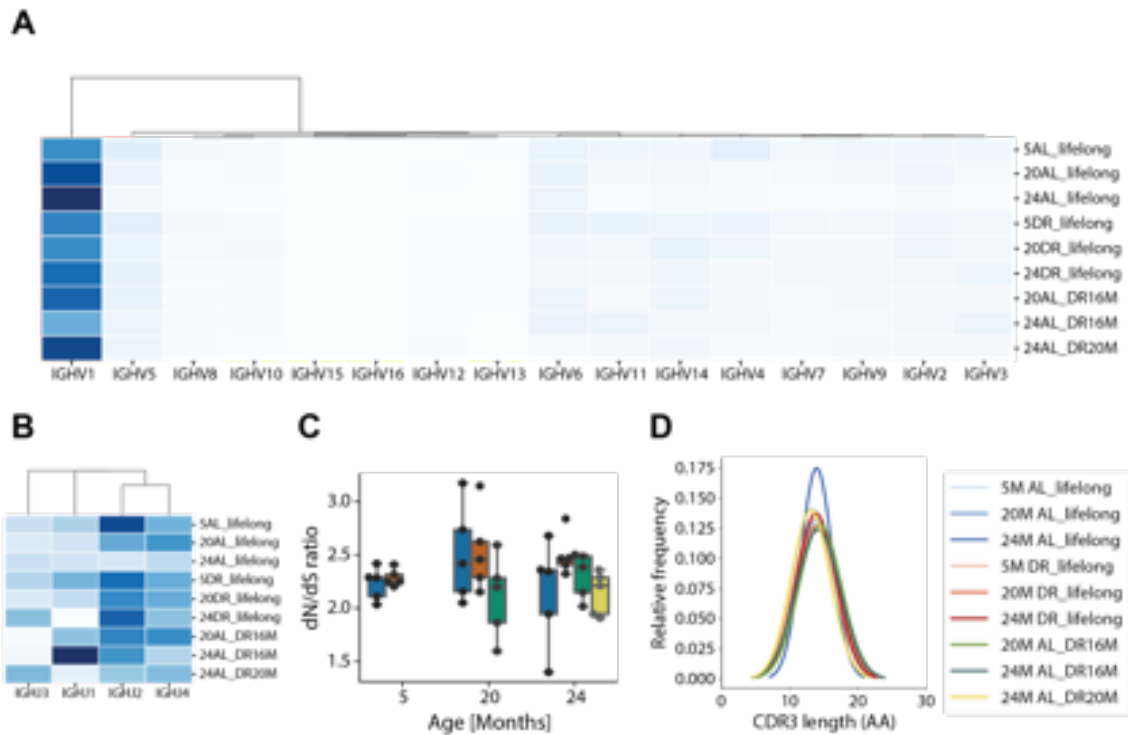 A
5AL_lifelong
20AL_lifelong
24AL_lifelong
5DR_lifelong
20DR_lifelong
24DR_lifelong
20AL_DR16M
24AL_DR16M
24AL_DR20M
IGHV1 IGHV5 IGHV8 IGHV10 IGHV15 IGHV16 IGHV12 IGHV13 IGHV6 IGHV11 IGHV14 IGHV4 IGHV7 IGHV9 IGHV2 IGHV3
B
5AL_lifelong
20AL_lifelong
24AL_lifelong
5DR_lifelong
20DR_lifelong
24DR_lifelong
20AL_DR16M
24AL_DR16M
24AL_DR20M
IGHJ3 IGHJ1 IGHJ2 IGHJ4
C
dN/dS ratio
3.0
2.5
2.0
1.5
5 20 24
Age [Months]
D
Relative frequency
0.175
0.150
0.125
0.100
0.075
0.050
0.025
0.000
0 10 20 30
CDR3 length (AA)
5M AL_lifelong
20M AL_lifelong
24M AL_lifelong
5M DR_lifelong
20M DR_lifelong
24M DR_lifelong
20M AL_DR16M
24M AL_DR16M
24M AL_DR20M